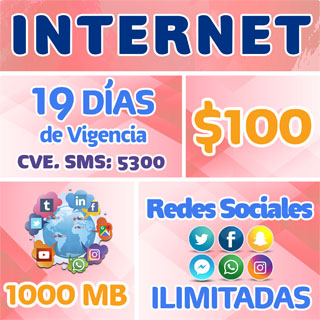 INTERNET
19 DÍAS
de Vigencia
CVE. SMS: 5300
$100
1000 MB
Redes Sociales
ILIMITADAS